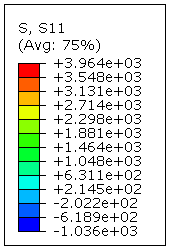 S, S11
(Avg: 75%)
+3.964e+03
+3.548e+03
+3.131e+03
+2.714e+03
+2.298e+03
+1.881e+03
+1.464e+03
+1.048e+03
+6.311e+02
+2.145e+02
-2.022e+02
-6.189e+02
-1.036e+03